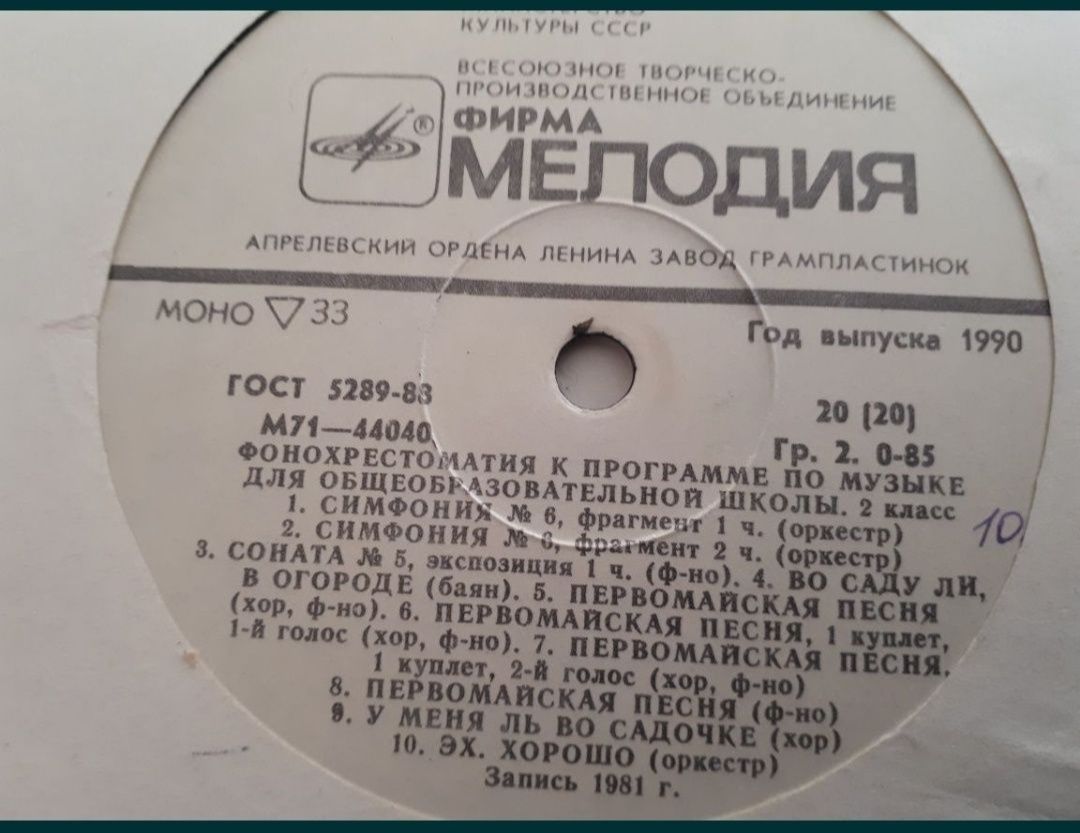 КУЛЬТУРЫ СССР
ВСЕСОЮЗНОЕ ТВОРЧЕСКО-
ПРОИЗВОДСТВЕННОЕ ОБЪЕДИНЕНИЕ
®
ФИРМА
МЕЛОДИЯ
АПРЕЛЕВСКИЙ ОРДЕНА ЛЕНИНА ЗАВОД ГРАМПЛАСТИНОК
МОНО 33
Год выпуска 1990
ГОСТ 5289-88
20 (20)
М71—44040
Гр. 2. 0-85
ФОНОХРЕСТОМАТИЯ К ПРОГРАММЕ ПО МУЗЫКЕ
ДЛЯ ОБЩЕОБРАЗОВАТЕЛЬНОЙ ШКОЛЫ. 2 класс
1. СИМФОНИЯ № 6, фрагмент 1 ч. (оркестр)
10
2. СИМФОНИЯ № 6, фрагмент 2 ч. (оркестр)
3. СОНАТА № 5, экспозиция 1 ч. (ф-но). 4. ВО САДУ ЛИ,
В ОГОРОДЕ (баян). 5. ПЕРВОМАЙСКАЯ ПЕСНЯ
(хор, ф-но). 6. ПЕРВОМАЙСКАЯ ПЕСНЯ, 1 куплет,
1-й голос (хор, ф-но). 7. ПЕРВОМАЙСКАЯ ПЕСНЯ,
1 куплет, 2-й голос (хор, ф-но)
8. ПЕРВОМАЙСКАЯ ПЕСНЯ (ф-но)
9. У МЕНЯ ЛЬ ВО САДОЧКЕ (хор)
10. ЭХ, ХОРОШО (оркестр)
Запись 1981 г.